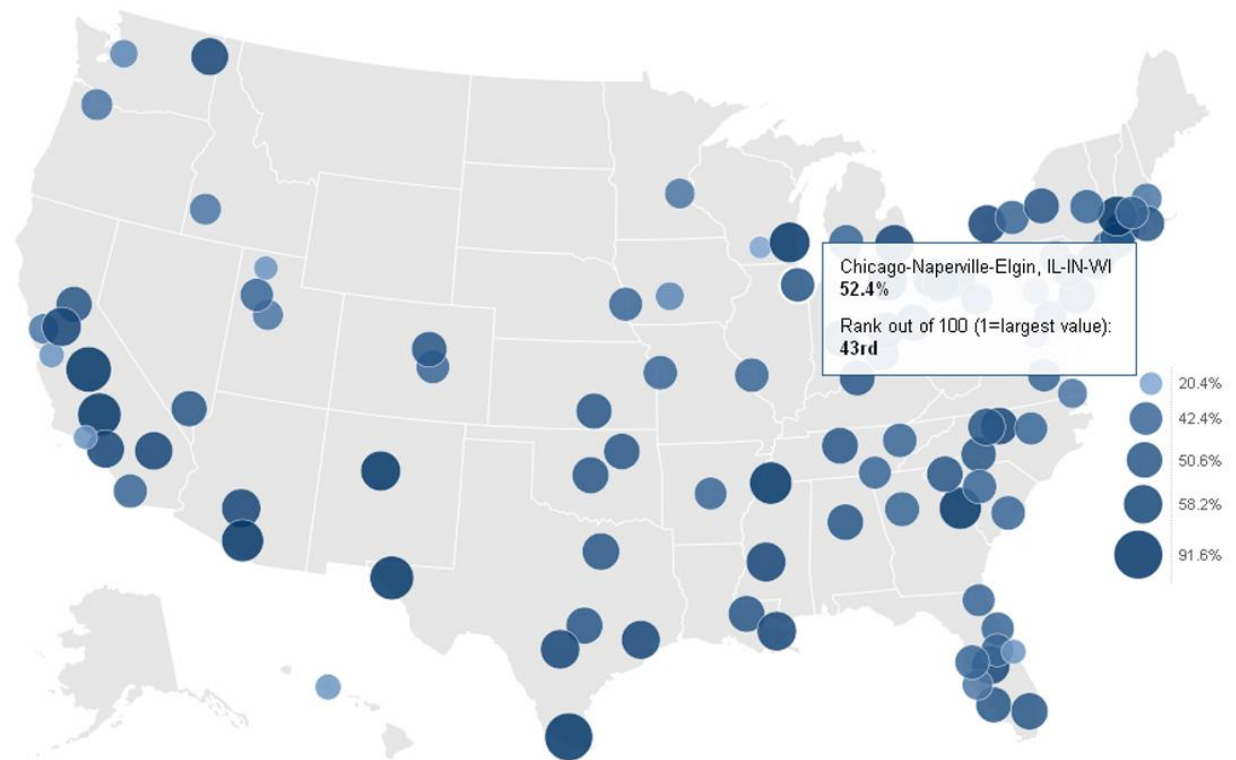 Chicago-Naperville-Elgin, IL-IN-WI
52.4%
Rank out of 100 (1=largest value):
43rd
20.4%
42.4%
50.6%
58.2%
91.6%